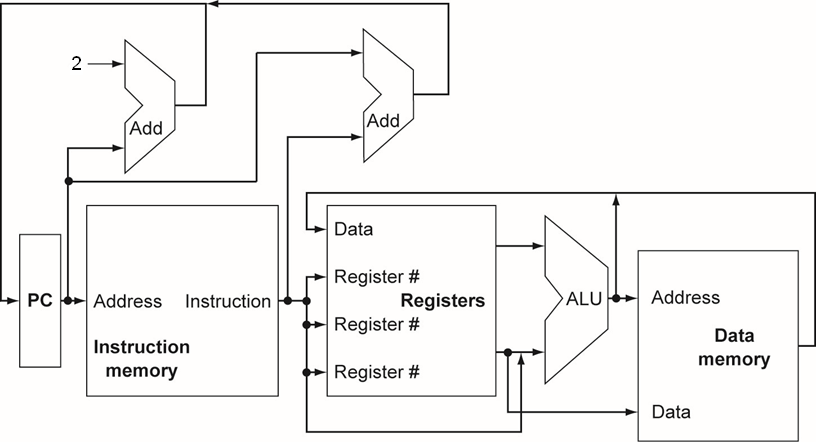 2
Add
Add
PC
Address
Instruction
Instruction
memory
Data
Register #
Registers
Register #
Register #
ALU
Address
Data
memory
Data